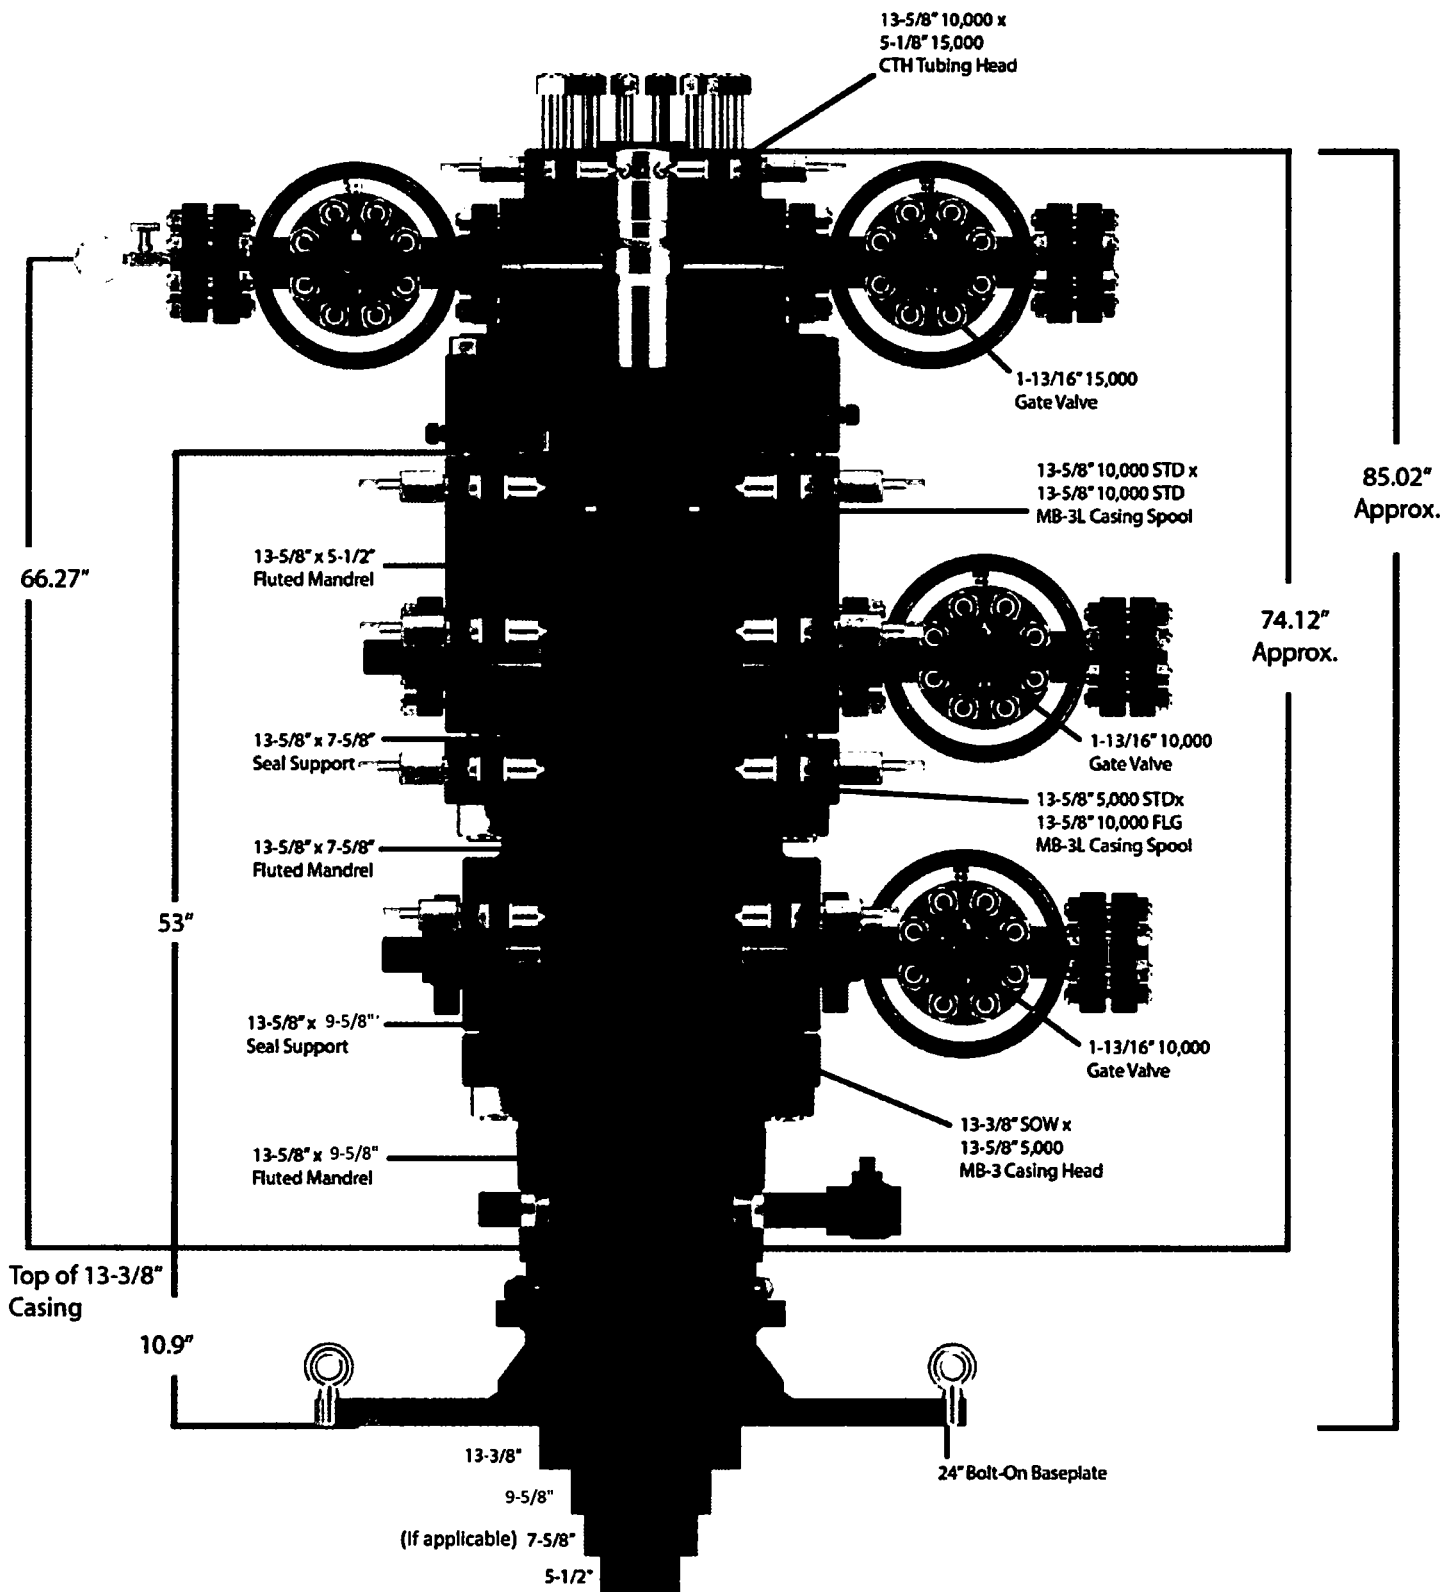 13-5/8" 10,000 x
5-1/8" 15,000
CTH Tubing Head
1-13/16" 15,000
Gate Valve
13-5/8" 10,000 STD x
13-5/8" 10,000 STD
MB-3L Casing Spool
85.02"
Approx.
13-5/8" x 5-1/2"
Fluted Mandrel
66.27"
74.12"
Approx.
13-5/8" x 7-5/8"
Seal Support
1-13/16" 10,000
Gate Valve
13-5/8" 5,000 STDx
13-5/8" 10,000 FLG
MB-3L Casing Spool
13-5/8" x 7-5/8"
Fluted Mandrel
53"
13-5/8" x 9-5/8"
Seal Support
1-13/16" 10,000
Gate Valve
13-3/8" SOW x
13-5/8" 5,000
MB-3 Casing Head
13-5/8" x 9-5/8"
Fluted Mandrel
Top of 13-3/8"
Casing
10.9"
13-3/8"
24" Bolt-On Baseplate
9-5/8"
(If applicable) 7-5/8"
5-1/2"